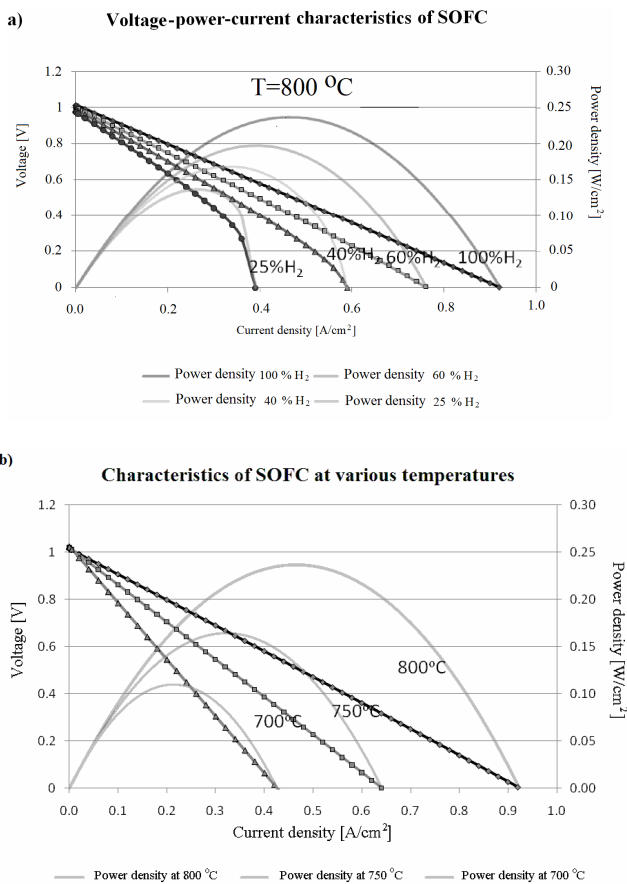 a)
Voltage-power-current characteristics of SOFC
T=800 ⁰C
Voltage [V]
1.2
1
0.8
0.6
0.4
0.2
0
Power density [W/cm²]
0.30
0.25
0.20
0.15
0.10
0.05
0
25%H₂
40%H₂
60%H₂
100%H₂
0.0 0.2 0.4 0.6 0.8 1.0
Current density [A/cm²]
Power density 100 % H₂
Power density 60 % H₂
Power density 40 % H₂
Power density 25 % H₂
b)
Characteristics of SOFC at various temperatures
Voltage [V]
1.2
1
0.8
0.6
0.4
0.2
0
Power density [W/cm²]
0.30
0.25
0.20
0.15
0.10
0.05
0.00
800⁰C
750⁰C
700⁰C
0.0 0.1 0.2 0.3 0.4 0.5 0.6 0.7 0.8 0.9 1.0
Current density [A/cm²]
Power density at 800 ⁰C
Power density at 750 ⁰C
Power density at 700 ⁰C